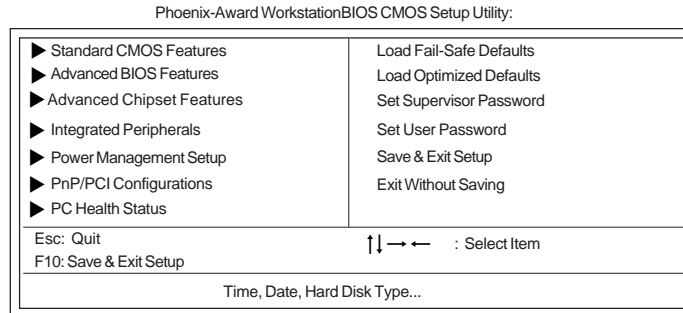 Phoenix-Award WorkstationBIOS CMOS Setup Utility:
▶ Standard CMOS Features
▶ Advanced BIOS Features
▶ Advanced Chipset Features
▶ Integrated Peripherals
▶ Power Management Setup
▶ PnP/PCI Configurations
▶ PC Health Status
Load Fail-Safe Defaults
Load Optimized Defaults
Set Supervisor Password
Set User Password
Save & Exit Setup
Exit Without Saving
Esc: Quit
F10: Save & Exit Setup
↑↓→← : Select Item
Time, Date, Hard Disk Type...